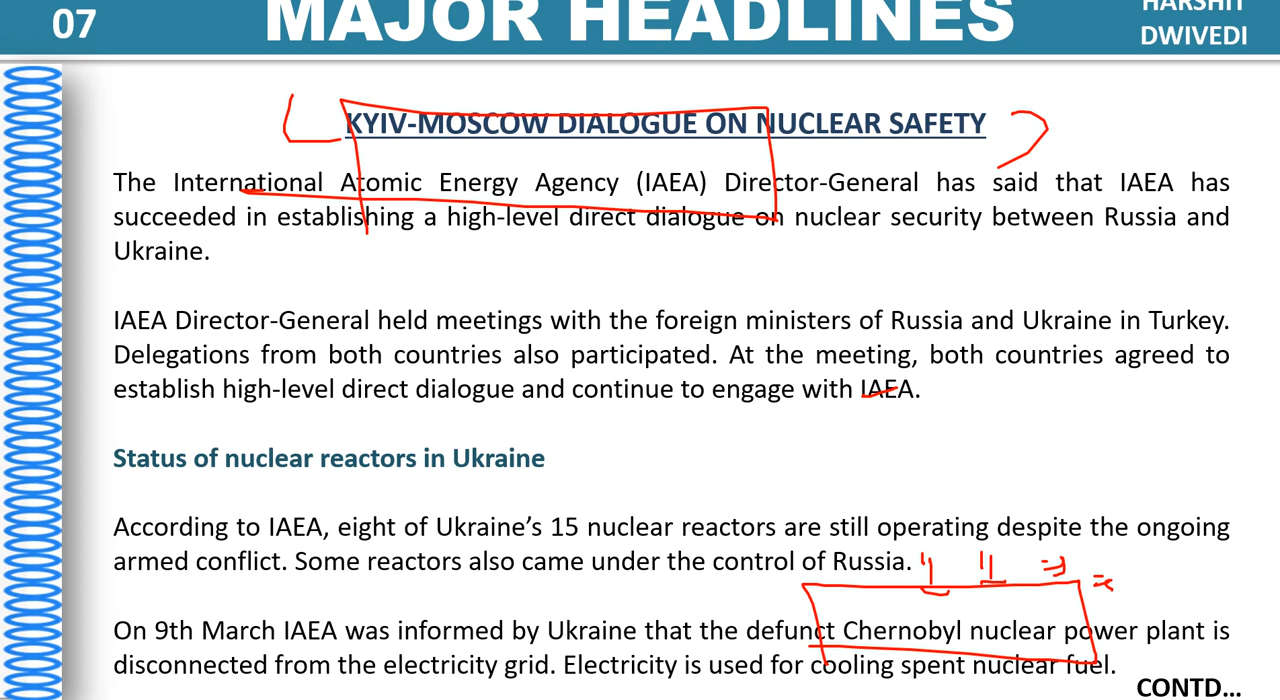 07
MAJOR HEADLINES
HARSHIT
DWIVEDI
KYIV-MOSCOW DIALOGUE ON NUCLEAR SAFETY
The International Atomic Energy Agency (IAEA) Director-General has said that IAEA has
succeeded in establishing a high-level direct dialogue on nuclear security between Russia and
Ukraine.
IAEA Director-General held meetings with the foreign ministers of Russia and Ukraine in Turkey.
Delegations from both countries also participated. At the meeting, both countries agreed to
establish high-level direct dialogue and continue to engage with IAEA.
Status of nuclear reactors in Ukraine
According to IAEA, eight of Ukraine's 15 nuclear reactors are still operating despite the ongoing
armed conflict. Some reactors also came under the control of Russia.
On 9th March IAEA was informed by Ukraine that the defunct Chernobyl nuclear power plant is
disconnected from the electricity grid. Electricity is used for cooling spent nuclear fuel.
CONTD...